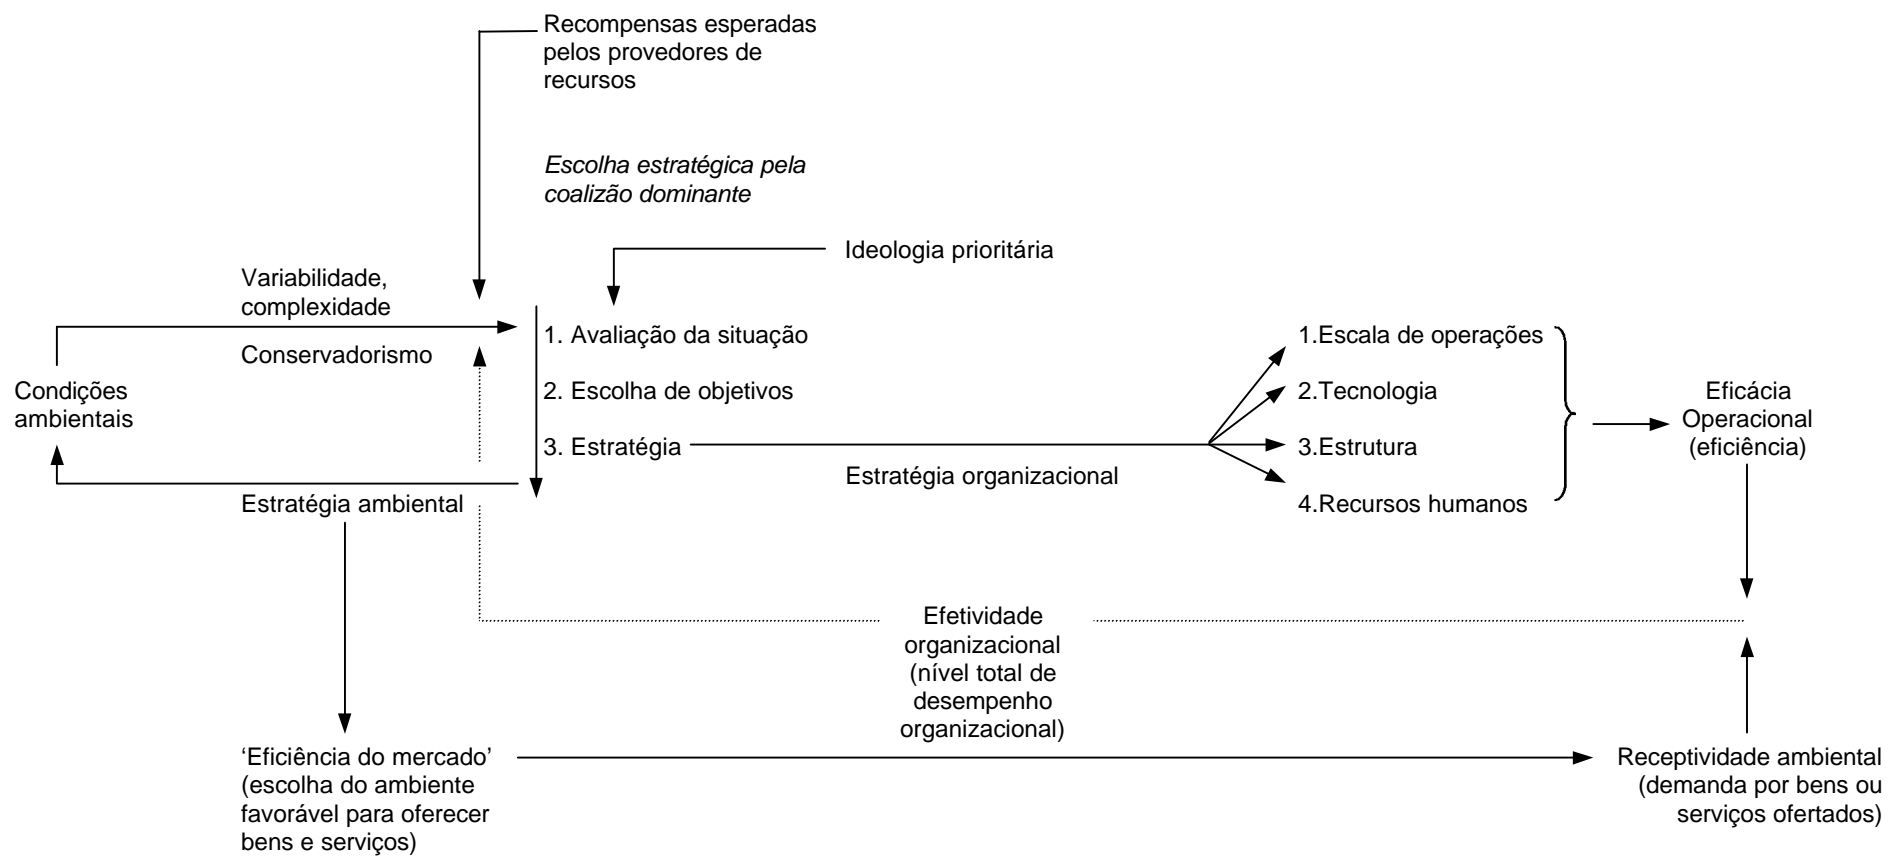 Recompensas esperadas
pelos provedores de
recursos
Escolha estratégica pela
coalizão dominante
Ideologia prioritária
Variabilidade,
complexidade
Conservadorismo
Condições
ambientais
1. Avaliação da situação
2. Escolha de objetivos
3. Estratégia
Estratégia organizacional
1.Escala de operações
2.Tecnologia
3.Estrutura
4.Recursos humanos
Eficácia
Operacional
(eficiência)
Estratégia ambiental
Efetividade
organizacional
(nível total de
desempenho
organizacional)
‘Eficiência do mercado’
(escolha do ambiente
favorável para oferecer
bens e serviços)
Receptividade ambiental
(demanda por bens ou
serviços ofertados)